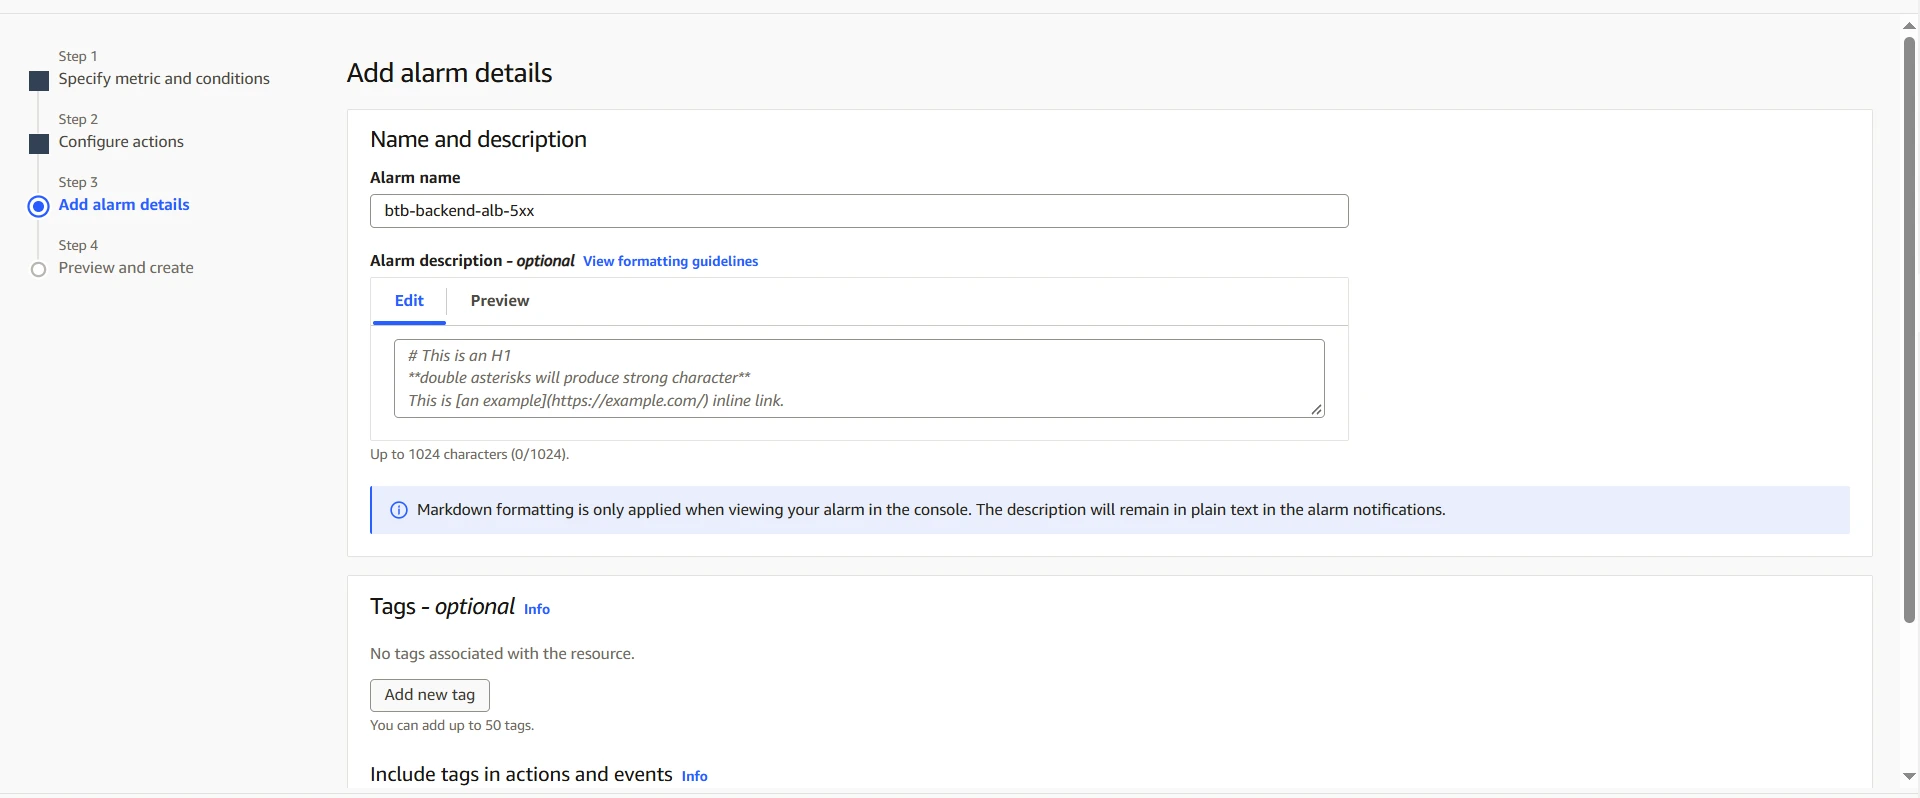 Step 1
Specify metric and conditions
Step 2
Configure actions
Step 3
Add alarm details
Step 4
Preview and create
Add alarm details
Name and description
Alarm name
btb-backend-alb-5xx
Alarm description - optional View formatting guidelines
Edit Preview
# This is an H1
**double asterisks will produce strong character**
This is [an example](https://example.com/) inline link.
Up to 1024 characters (0/1024).
Markdown formatting is only applied when viewing your alarm in the console. The description will remain in plain text in the alarm notifications.
Tags - optional Info
No tags associated with the resource.
Add new tag
You can add up to 50 tags.
Include tags in actions and events Info